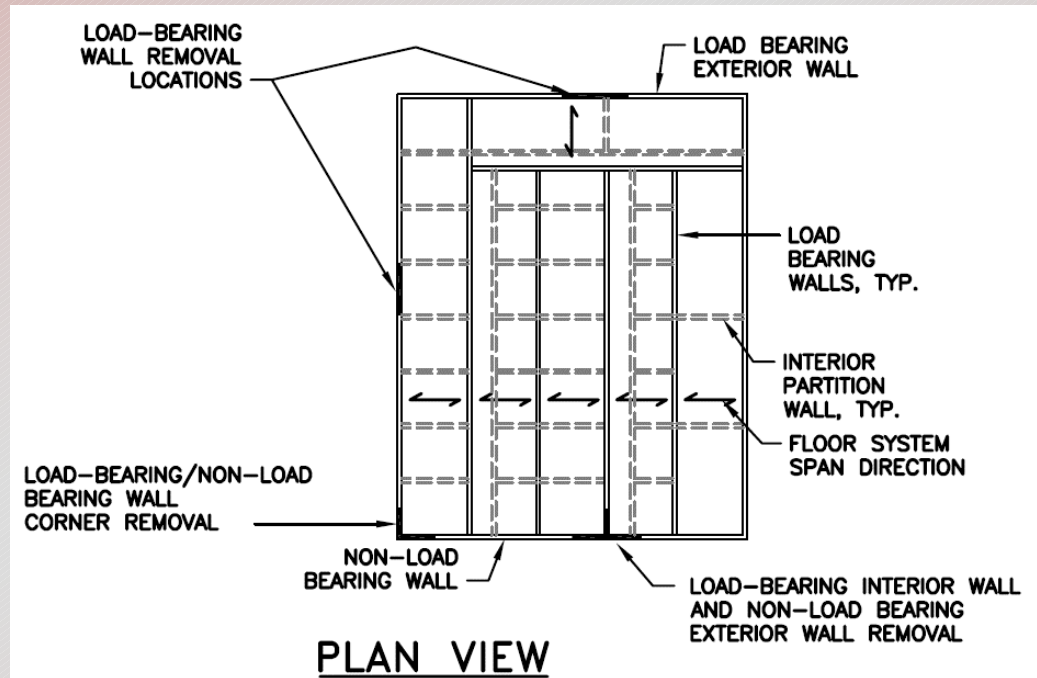 LOAD-BEARING
WALL REMOVAL
LOCATIONS
LOAD BEARING
EXTERIOR WALL
LOAD
BEARING
WALLS, TYP.
INTERIOR
PARTITION
WALL, TYP.
FLOOR SYSTEM
SPAN DIRECTION
LOAD-BEARING/NON-LOAD
BEARING WALL
CORNER REMOVAL
NON-LOAD
BEARING WALL
LOAD-BEARING INTERIOR WALL
AND NON-LOAD BEARING
EXTERIOR WALL REMOVAL
PLAN VIEW